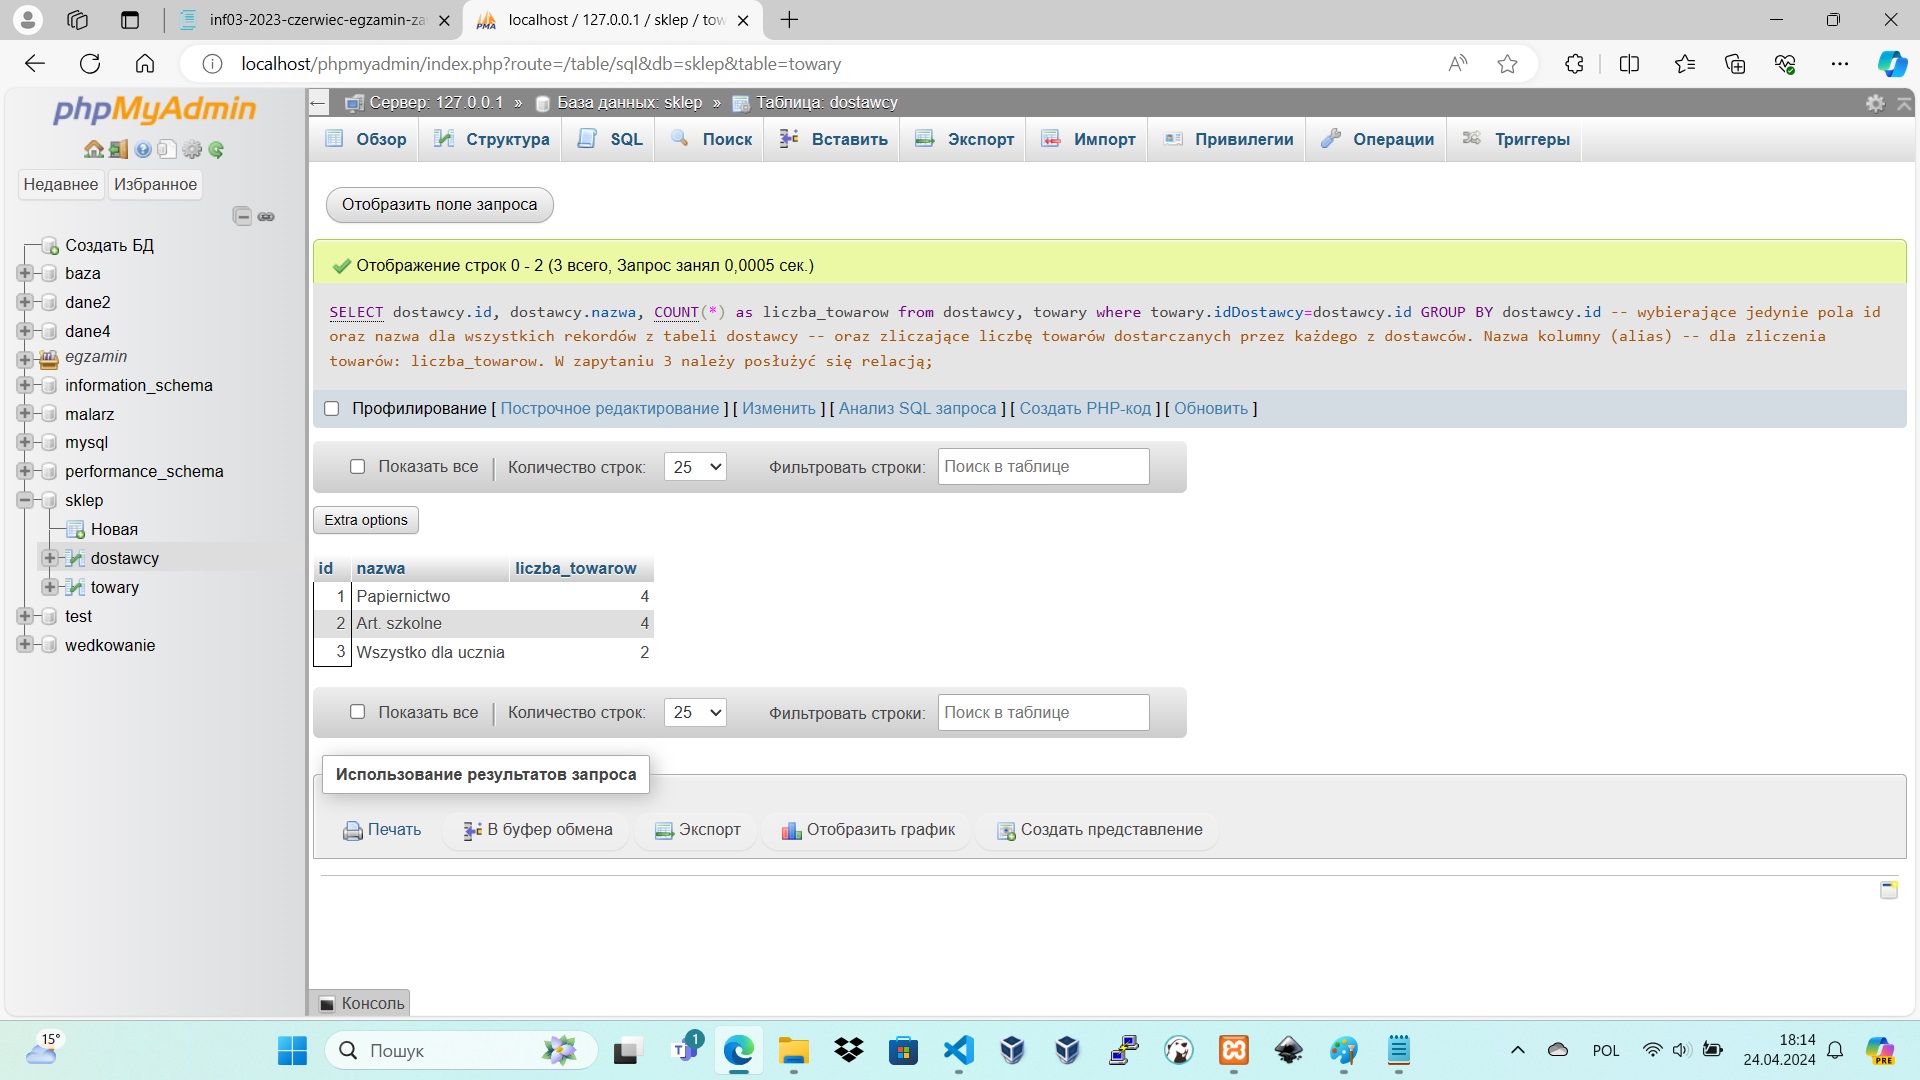 inf03-2023-czerwiec-egzamin-za
localhost / 127.0.0.1 / sklep / tow
localhost/phpmyadmin/index.php?route=/table/sql&db=sklep&table=towary
phpMyAdmin
Недавнее
Избранное
Создать БД
baza
dane2
dane4
egzamin
information_schema
malarz
mysql
performance_schema
sklep
Новая
dostawcy
towary
test
wedkowanie
Сервер: 127.0.0.1 » База данных: sklep » Таблица: dostawcy
Обзор Структура SQL Поиск Вставить Экспорт Импорт Привилегии Операции Триггеры
Отобразить поле запроса
Отображение строк 0 - 2 (3 всего, Запрос занял 0,0005 сек.)
SELECT dostawcy.id, dostawcy.nazwa, COUNT(*) as liczba_towarow from dostawcy, towary where towary.idDostawcy=dostawcy.id GROUP BY dostawcy.id -- wybierające jedynie pola id
oraz nazwa dla wszystkich rekordów z tabeli dostawcy -- oraz zliczające liczbę towarów dostarczanych przez każdego z dostawców. Nazwa kolumny (alias) -- dla zliczenia
towarów: liczba_towarow. W zapytaniu 3 należy posłużyć się relacją;
Профилирование [ Построчное редактирование ] [ Изменить ] [ Анализ SQL запроса ] [ Создать PHP-код ] [ Обновить ]
Показать все Количество строк: 25 Фильтровать строки: Поиск в таблице
Extra options
id nazwa liczba_towarow
1 Papiernictwo 4
2 Art. szkolne 4
3 Wszystko dla ucznia 2
Показать все Количество строк: 25 Фильтровать строки: Поиск в таблице
Использование результатов запроса
Печать В буфер обмена Экспорт Отобразить график Создать представление
Консоль
15°
Пошук
1
POL
18:14
24.04.2024
PRE